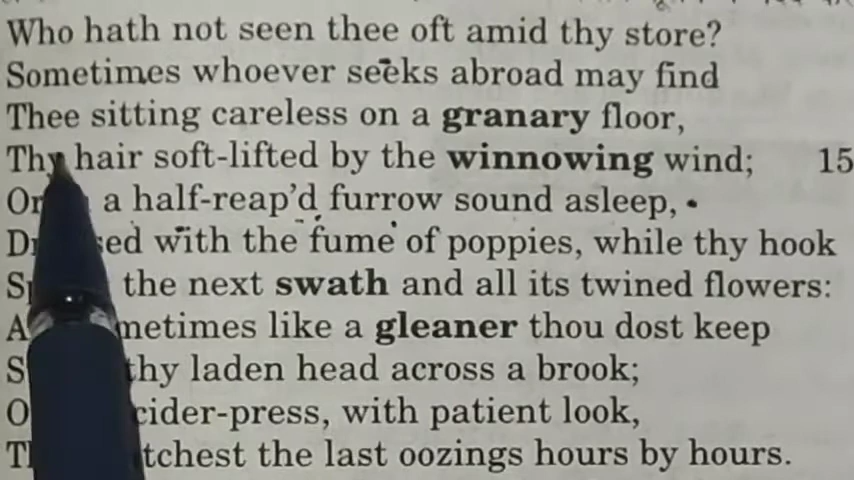 Who hath not seen thee oft amid thy store?
Sometimes whoever seeks abroad may find
Thee sitting careless on a granary floor,
Thy hair soft-lifted by the winnowing wind; 15
a half-reap'd furrow sound asleep,
with the fume of poppies, while thy hook
the next swath and all its twined flowers:
like a gleaner thou dost keep
thy laden head across a brook;
cider-press, with patient look,
the last oozings hours by hours.